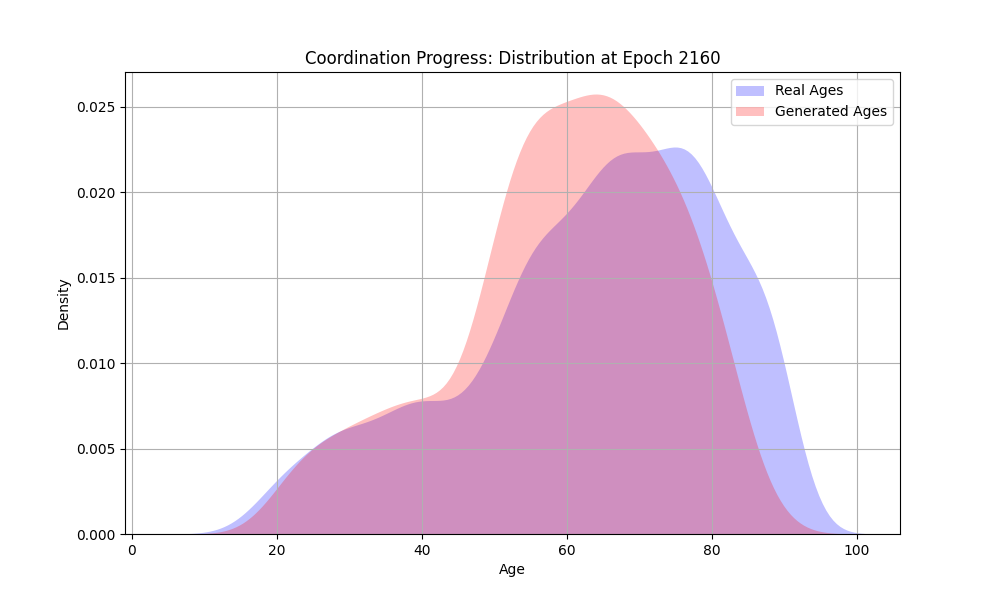 Coordination Progress: Distribution at Epoch 2160
Real Ages
Generated Ages
0.025
0.020
0.015
0.010
0.005
0.000
Density
0
20
40
60
80
100
Age